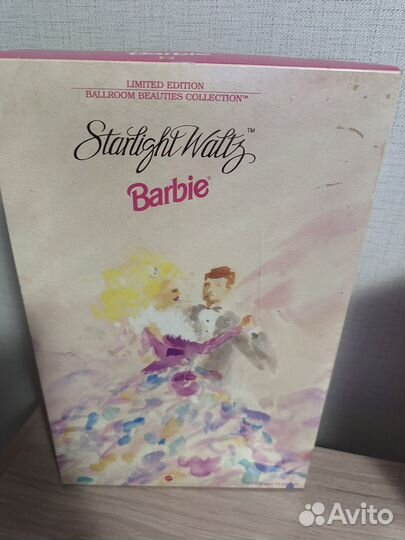 LIMITED EDITION
BALLROOM BEAUTIES COLLECTION™
Starlight Waltz™
Barbie®
Avito